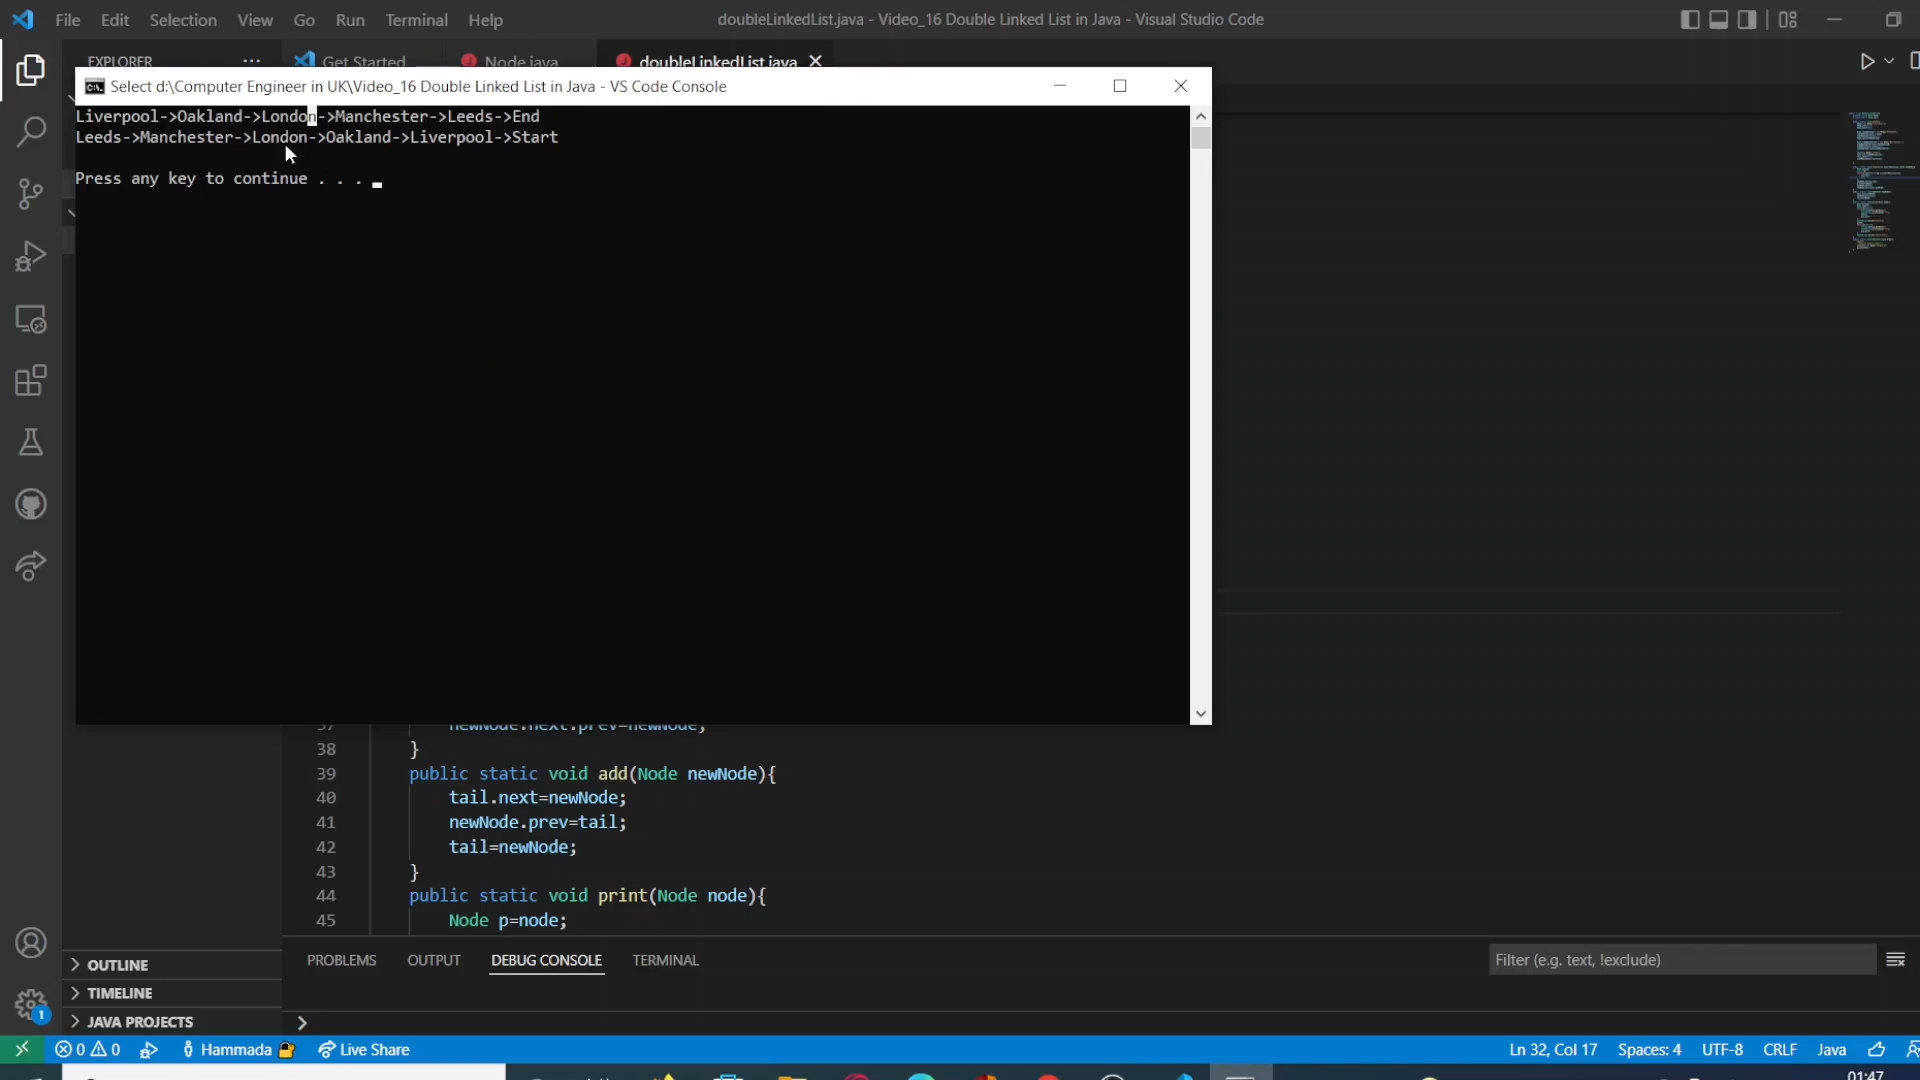 File Edit Selection View Go Run Terminal Help
doubleLinkedList.java - Video_16 Double Linked List in Java - Visual Studio Code
EXPLORER ...
Get Started
Node.java
doubleLinkedList.java
Select d:\Computer Engineer in UK\Video_16 Double Linked List in Java - VS Code Console
Liverpool->Oakland->London->Manchester->Leeds->End
Leeds->Manchester->London->Oakland->Liverpool->Start
Press any key to continue . . .
37 newNode.next.prev=newNode;
38 }
39 public static void add(Node newNode){
40 tail.next=newNode;
41 newNode.prev=tail;
42 tail=newNode;
43 }
44 public static void print(Node node){
45 Node p=node;
PROBLEMS OUTPUT DEBUG CONSOLE TERMINAL
Filter (e.g. text, !exclude)
OUTLINE
TIMELINE
JAVA PROJECTS
1
0 0 Hammada Live Share
Ln 32, Col 17 Spaces: 4 UTF-8 CRLF Java
01:47